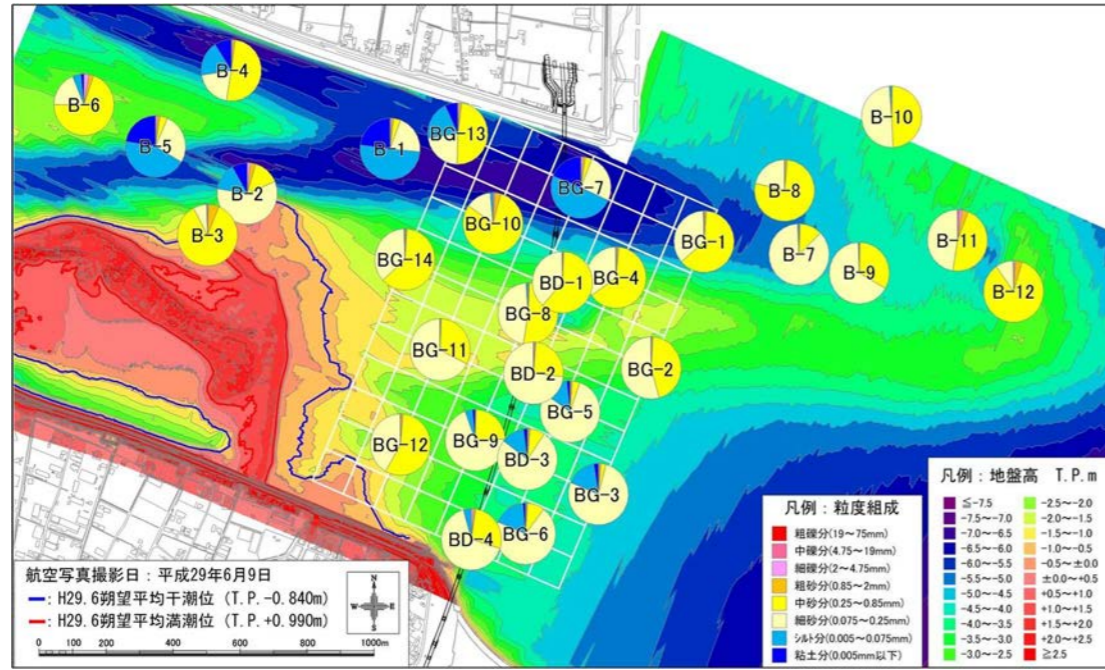 B-4
B-6
B-10
B-5
B-1
BG-13
B-2
BG-7
B-8
B-3
BG-10
BG-1
B-7
B-11
BG-14
BD-1
BG-4
B-9
B-12
BG-8
BG-11
BD-2
BG-2
BG-5
BG-12
BG-9
BD-3
BG-3
BD-4
BG-6
航空写真撮影日：平成29年6月9日
: H29.6朔望平均干潮位 (T.P.-0.840m)
: H29.6朔望平均満潮位 (T.P.+0.990m)
0 100 200 300 400 500 1000m
N
W E
S
凡例：粒度組成
粗礫分(19～75mm)
中礫分(4.75～19mm)
細礫分(2～4.75mm)
粗砂分(0.85～2mm)
中砂分(0.25～0.85mm)
細砂分(0.075～0.25mm)
シルト分(0.005～0.075mm)
粘土分(0.005mm以下)
凡例：地盤高 T.P.m
≦-7.5
-7.5～-7.0
-7.0～-6.5
-6.5～-6.0
-6.0～-5.5
-5.5～-5.0
-5.0～-4.5
-4.5～-4.0
-4.0～-3.5
-3.5～-3.0
-3.0～-2.5
-2.5～-2.0
-2.0～-1.5
-1.5～-1.0
-1.0～-0.5
-0.5～±0.0
±0.0～+0.5
+0.5～+1.0
+1.0～+1.5
+1.5～+2.0
+2.0～+2.5
≧2.5